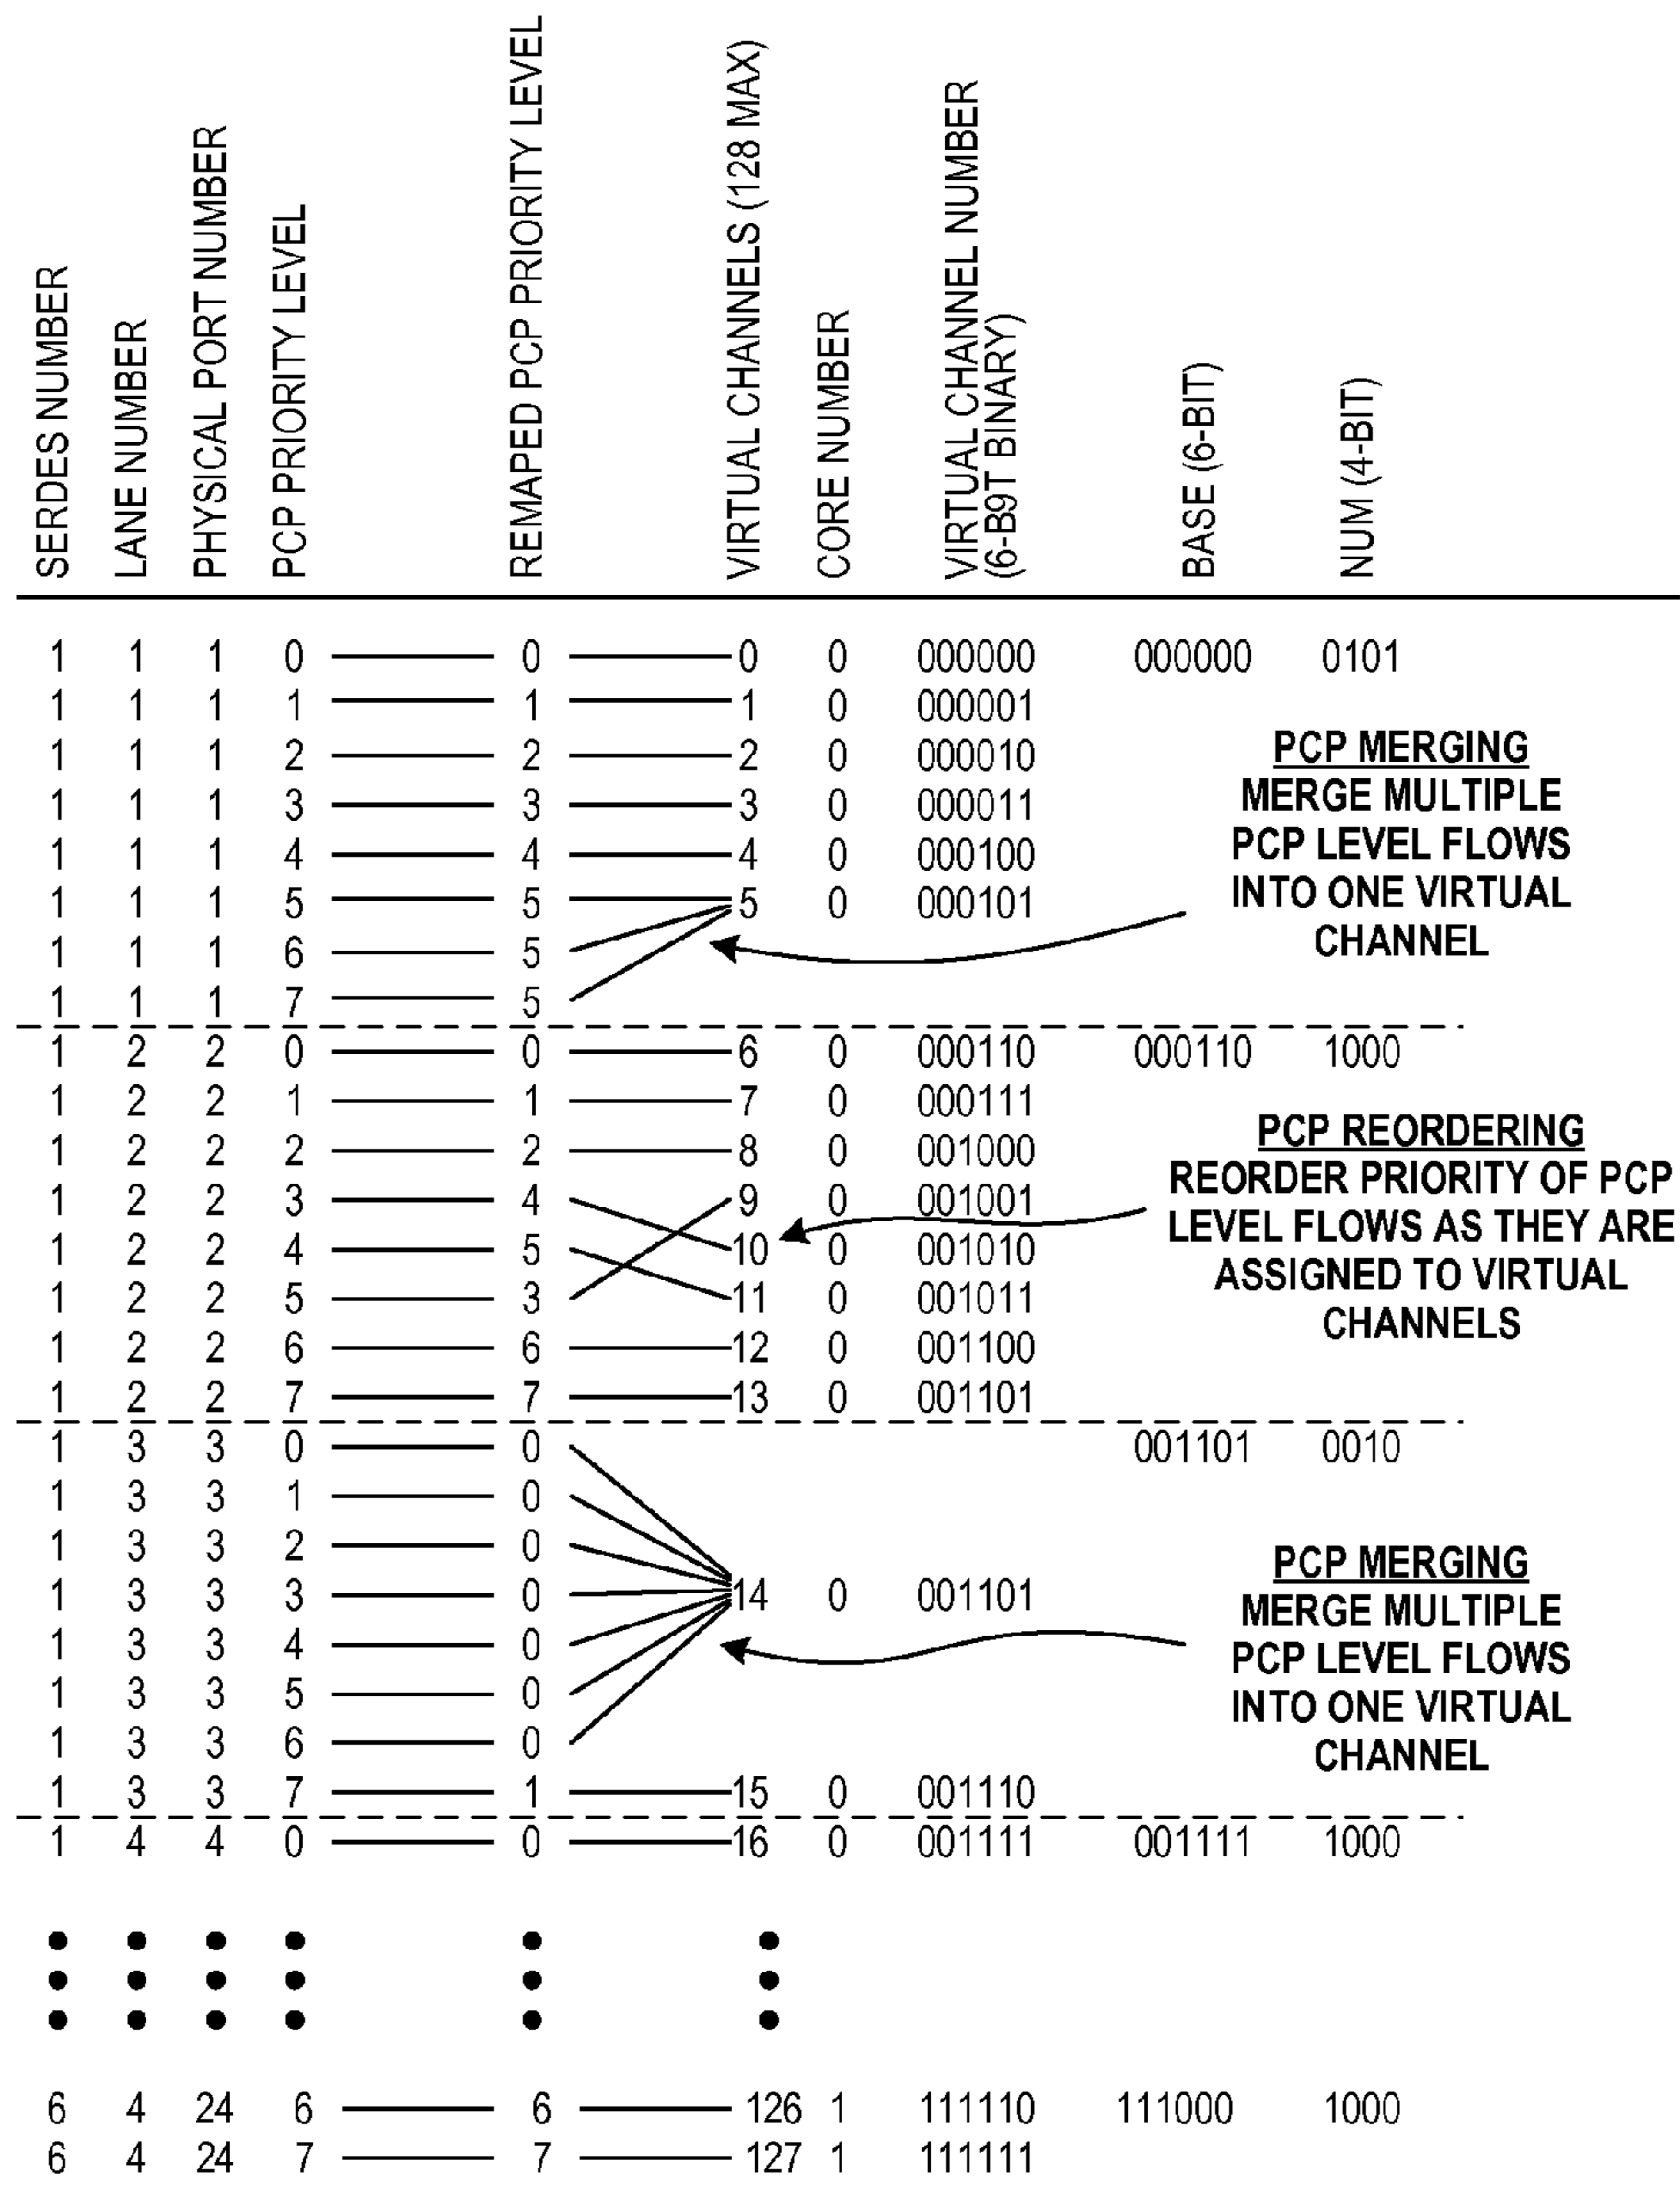 SERDES NUMBER
LANE NUMBER
PHYSICAL PORT NUMBER
PCP PRIORITY LEVEL
REMAPED PCP PRIORITY LEVEL
VIRTUAL CHANNELS (128 MAX)
CORE NUMBER
VIRTUAL CHANNEL NUMBER
(6-B9T BINARY)
BASE (6-BIT)
NUM (4-BIT)
1 1 1 0 0 0 0 000000 000000 0101
1 1 1 1 1 1 0 000001
1 1 1 2 2 2 0 000010
1 1 1 3 3 3 0 000011
1 1 1 4 4 4 0 000100
1 1 1 5 5 5 0 000101
1 1 1 6 5
1 1 1 7 5
PCP MERGING
MERGE MULTIPLE
PCP LEVEL FLOWS
INTO ONE VIRTUAL
CHANNEL
1 2 2 0 0 6 0 000110 000110 1000
1 2 2 1 1 7 0 000111
1 2 2 2 2 8 0 001000
1 2 2 3 4 9 0 001001
1 2 2 4 5 10 0 001010
1 2 2 5 3 11 0 001011
1 2 2 6 6 12 0 001100
1 2 2 7 7 13 0 001101
PCP REORDERING
REORDER PRIORITY OF PCP
LEVEL FLOWS AS THEY ARE
ASSIGNED TO VIRTUAL
CHANNELS
1 3 3 0 0 001101 0010
1 3 3 1 0
1 3 3 2 0
1 3 3 3 0 14 0 001101
1 3 3 4 0
1 3 3 5 0
1 3 3 6 0
1 3 3 7 1 15 0 001110
PCP MERGING
MERGE MULTIPLE
PCP LEVEL FLOWS
INTO ONE VIRTUAL
CHANNEL
1 4 4 0 0 16 0 001111 001111 1000
6 4 24 6 6 126 1 111110 111000 1000
6 4 24 7 7 127 1 111111